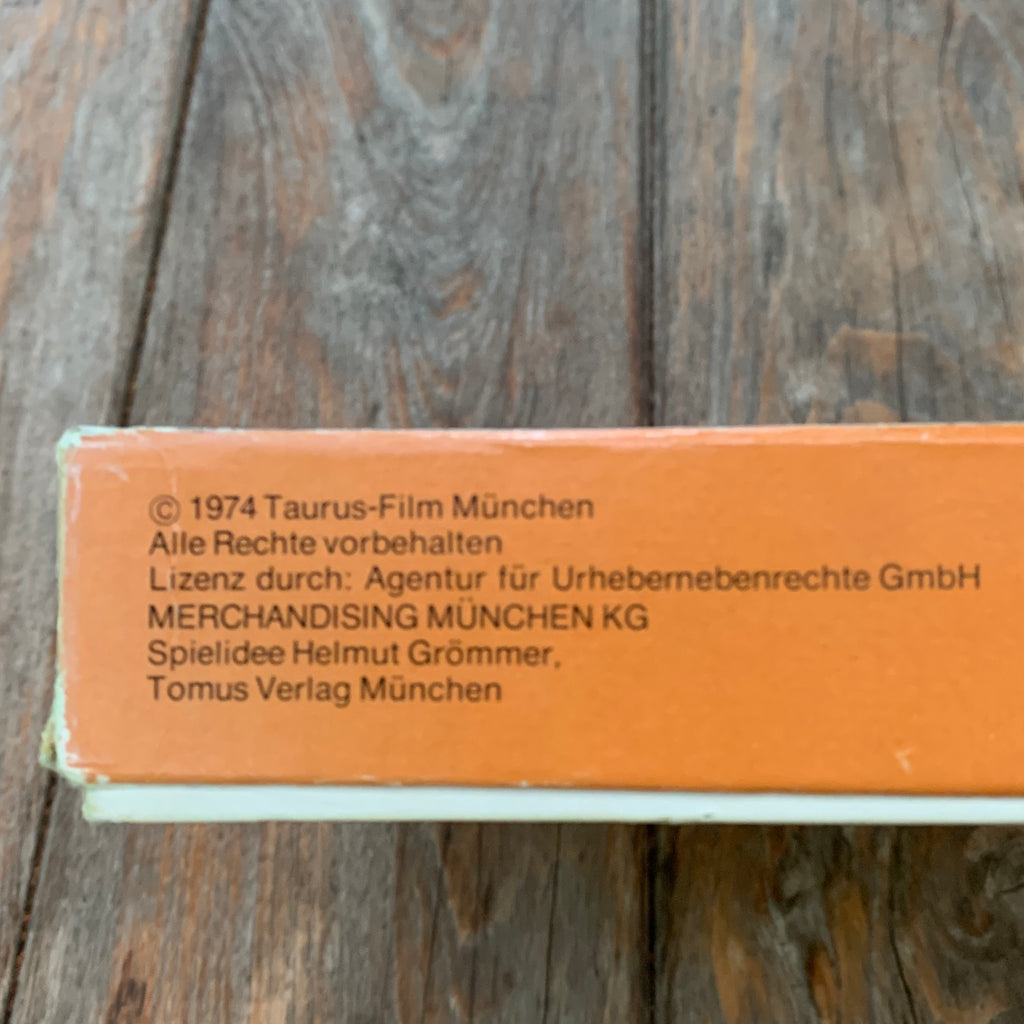 © 1974 Taurus-Film München
Alle Rechte vorbehalten
Lizenz durch: Agentur für Urhebernebenrechte GmbH
MERCHANDISING MÜNCHEN KG
Spielidee Helmut Grömmer,
Tomus Verlag München